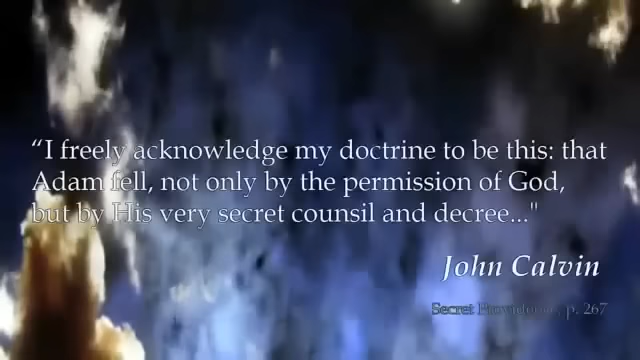 “I freely acknowledge my doctrine to be this: that
Adam fell, not only by the permission of God,
but by His very secret counsil and decree..."
John Calvin
Secret Providence, p. 267